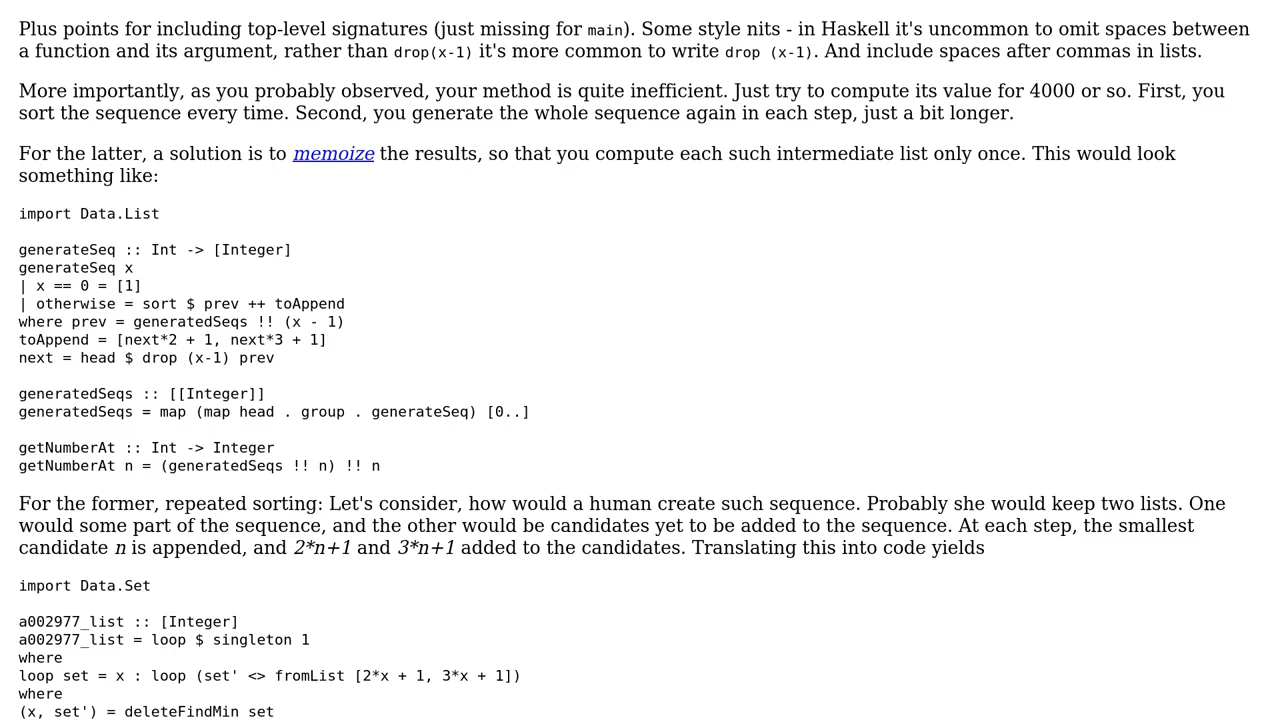 Plus points for including top-level signatures (just missing for main). Some style nits - in Haskell it's uncommon to omit spaces between
a function and its argument, rather than drop(x-1) it's more common to write drop (x-1). And include spaces after commas in lists.
More importantly, as you probably observed, your method is quite inefficient. Just try to compute its value for 4000 or so. First, you
sort the sequence every time. Second, you generate the whole sequence again in each step, just a bit longer.
For the latter, a solution is to memoize the results, so that you compute each such intermediate list only once. This would look
something like:
import Data.List
generateSeq :: Int -> [Integer]
generateSeq x
| x == 0 = [1]
| otherwise = sort $ prev ++ toAppend
where prev = generatedSeqs !! (x - 1)
toAppend = [next*2 + 1, next*3 + 1]
next = head $ drop (x-1) prev
generatedSeqs :: [[Integer]]
generatedSeqs = map (map head . group . generateSeq) [0..]
getNumberAt :: Int -> Integer
getNumberAt n = (generatedSeqs !! n) !! n
For the former, repeated sorting: Let's consider, how would a human create such sequence. Probably she would keep two lists. One
would some part of the sequence, and the other would be candidates yet to be added to the sequence. At each step, the smallest
candidate n is appended, and 2*n+1 and 3*n+1 added to the candidates. Translating this into code yields
import Data.Set
a002977_list :: [Integer]
a002977_list = loop $ singleton 1
where
loop set = x : loop (set' <> fromList [2*x + 1, 3*x + 1])
where
(x, set') = deleteFindMin set